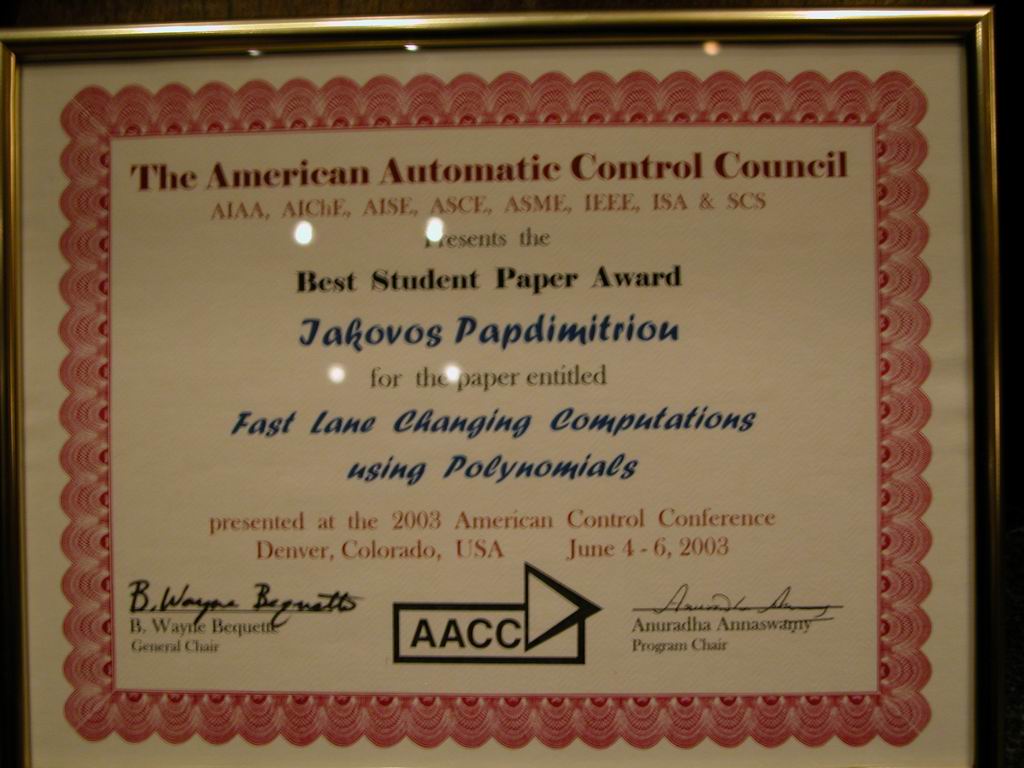 The American Automatic Control Council
AIAA, AIChE, AISE, ASCE, ASME, IEEE, ISA & SCS
Presents the
Best Student Paper Award
Iakovos Papdimitriou
for the paper entitled
Fast Lane Changing Computations
using Polynomials
presented at the 2003 American Control Conference
Denver, Colorado, USA June 4 - 6, 2003
B. Wayne Bequette
B. Wayne Bequette
General Chair
AACC
Anuradha Annaswamy
Program Chair